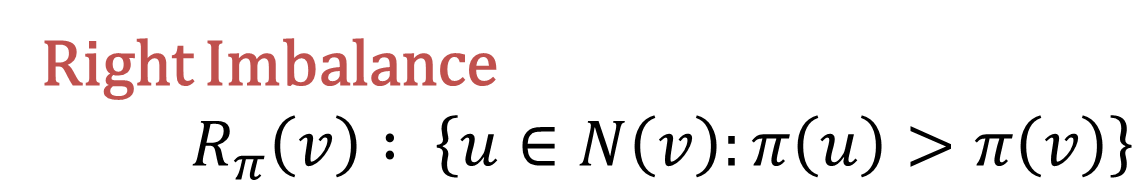 Right Imbalance
R_π(v) : {u ∈ N(v): π(u) > π(v)}